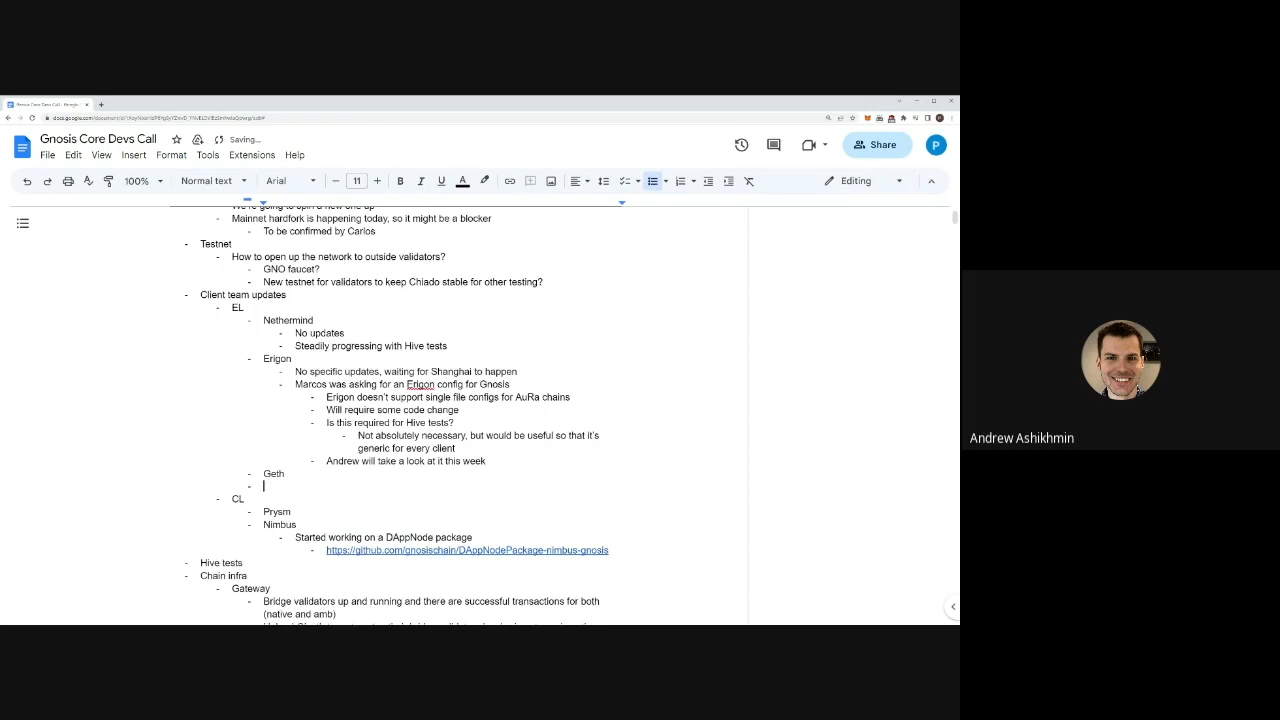 Gnosis Core Devs Call - Google
Gnosis Core Devs Call
Saving...
File Edit View Insert Format Tools Extensions Help
Share
P
100%
Normal text
Arial
11
B I U A
Editing
Mainnet hardfork is happening today, so it might be a blocker
- To be confirmed by Carlos
- Testnet
- How to open up the network to outside validators?
- GNO faucet?
- New testnet for validators to keep Chiado stable for other testing?
- Client team updates
- EL
- Nethermind
- No updates
- Steadily progressing with Hive tests
- Erigon
- No specific updates, waiting for Shanghai to happen
- Marcos was asking for an Erigon config for Gnosis
- Erigon doesn't support single file configs for AuRa chains
- Will require some code change
- Is this required for Hive tests?
- Not absolutely necessary, but would be useful so that it's
generic for every client
- Andrew will take a look at it this week
- Geth
-
- CL
- Prysm
- Nimbus
- Started working on a DAppNode package
- https://github.com/gnosischain/DAppNodePackage-nimbus-gnosis
- Hive tests
- Chain infra
- Gateway
- Bridge validators up and running and there are successful transactions for both
(native and amb)
Andrew Ashikhmin